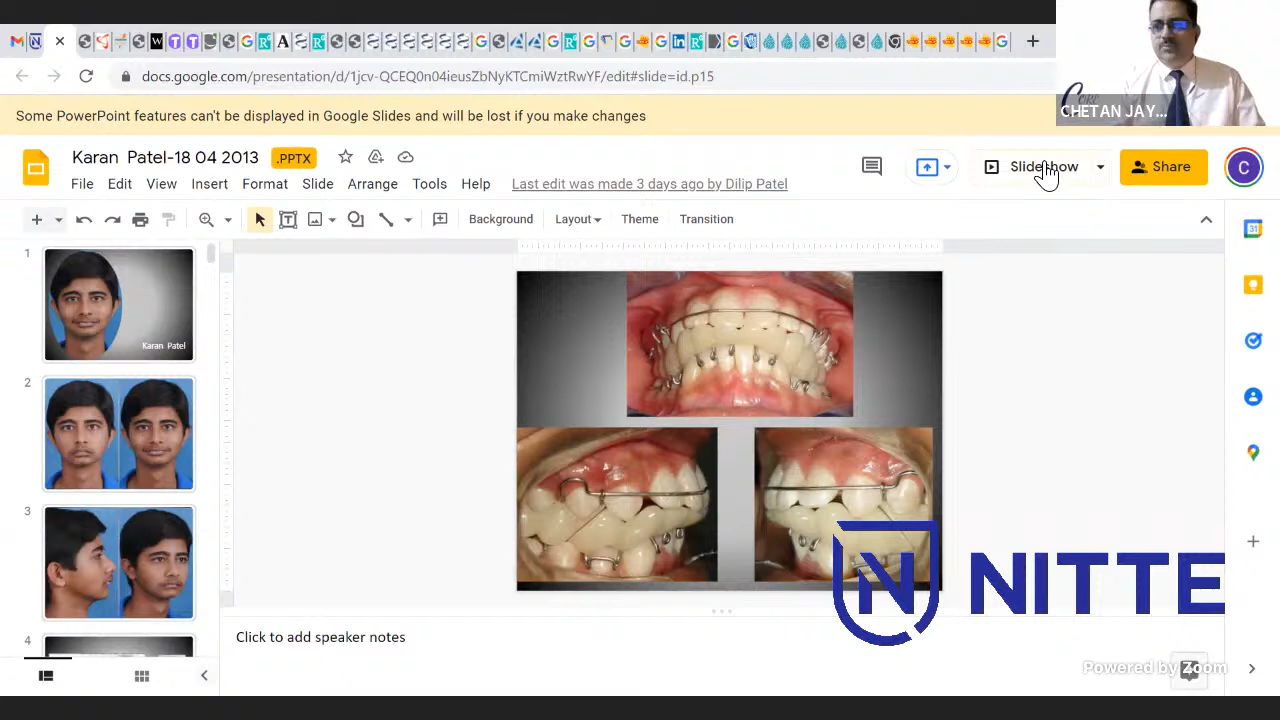 docs.google.com/presentation/d/1jcv-QCEQ0n04ieusZbNyKTCmiWztRwYF/edit#slide=id.p15
CHETAN JAY...
Some PowerPoint features can't be displayed in Google Slides and will be lost if you make changes
Karan Patel-18 04 2013 .PPTX
Slideshow
Share
C
File Edit View Insert Format Slide Arrange Tools Help Last edit was made 3 days ago by Dilip Patel
Background Layout Theme Transition
1
Karan Patel
2
3
4
NITTE
Click to add speaker notes
Powered by Zoom